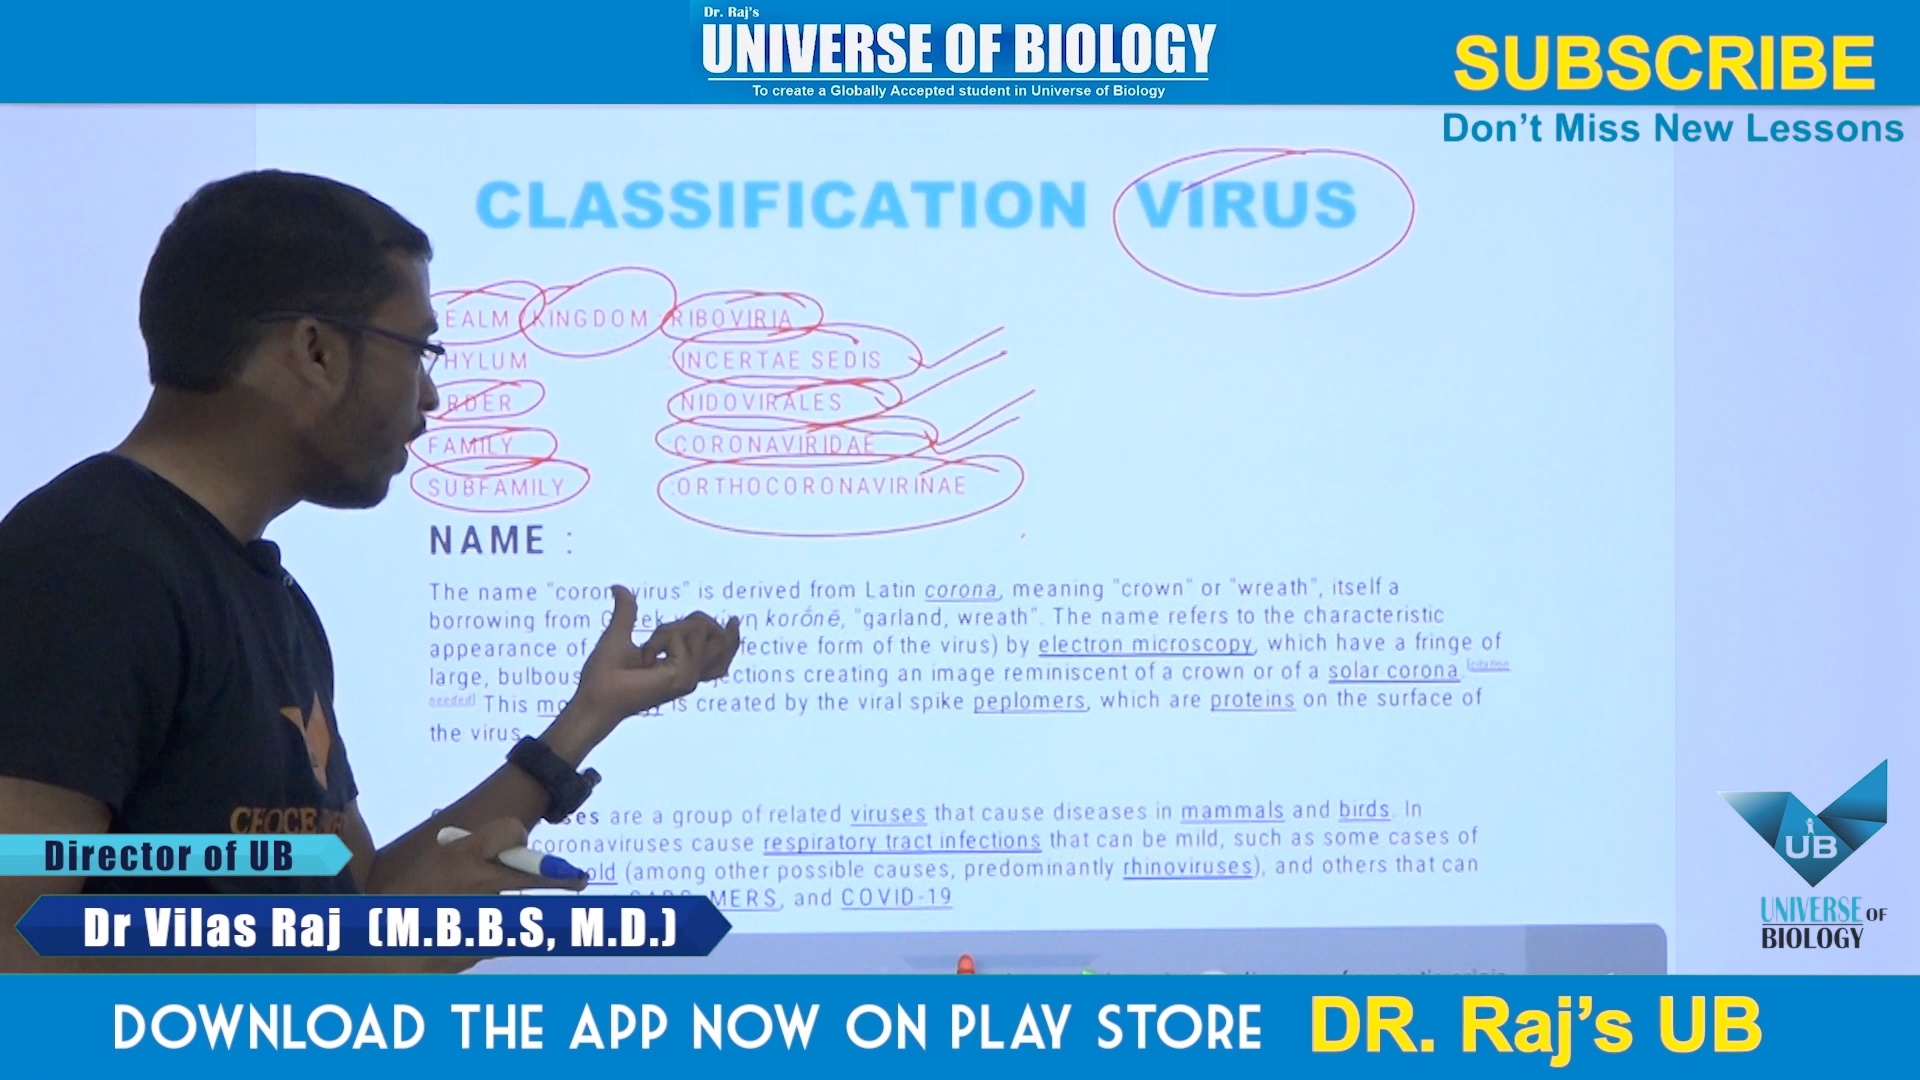 Dr. Raj's
UNIVERSE OF BIOLOGY
To create a Globally Accepted student in Universe of Biology
SUBSCRIBE
Don't Miss New Lessons
CLASSIFICATION VIRUS
EALM KINGDOM :RIBOVIRIA
HYLUM :INCERTAE SEDIS
RDER :NIDOVIRALES
FAMILY :CORONAVIRIDAE
SUBFAMILY :ORTHOCORONAVIRINAE
NAME :
The name "coronavirus" is derived from Latin corona, meaning "crown" or "wreath", itself a
borrowing from korṓnē, "garland, wreath". The name refers to the characteristic
appearance of fective form of the virus) by electron microscopy, which have a fringe of
large, bulbous ctions creating an image reminiscent of a crown or of a solar corona.[citation
needed] This is created by the viral spike peplomers, which are proteins on the surface of
the virus.
ses are a group of related viruses that cause diseases in mammals and birds. In
coronaviruses cause respiratory tract infections that can be mild, such as some cases of
old (among other possible causes, predominantly rhinoviruses), and others that can
MERS, and COVID-19
CHOCE
Director of UB
Dr Vilas Raj (M.B.B.S, M.D.)
UB
UNIVERSE OF
BIOLOGY
DOWNLOAD THE APP NOW ON PLAY STORE DR. Raj's UB